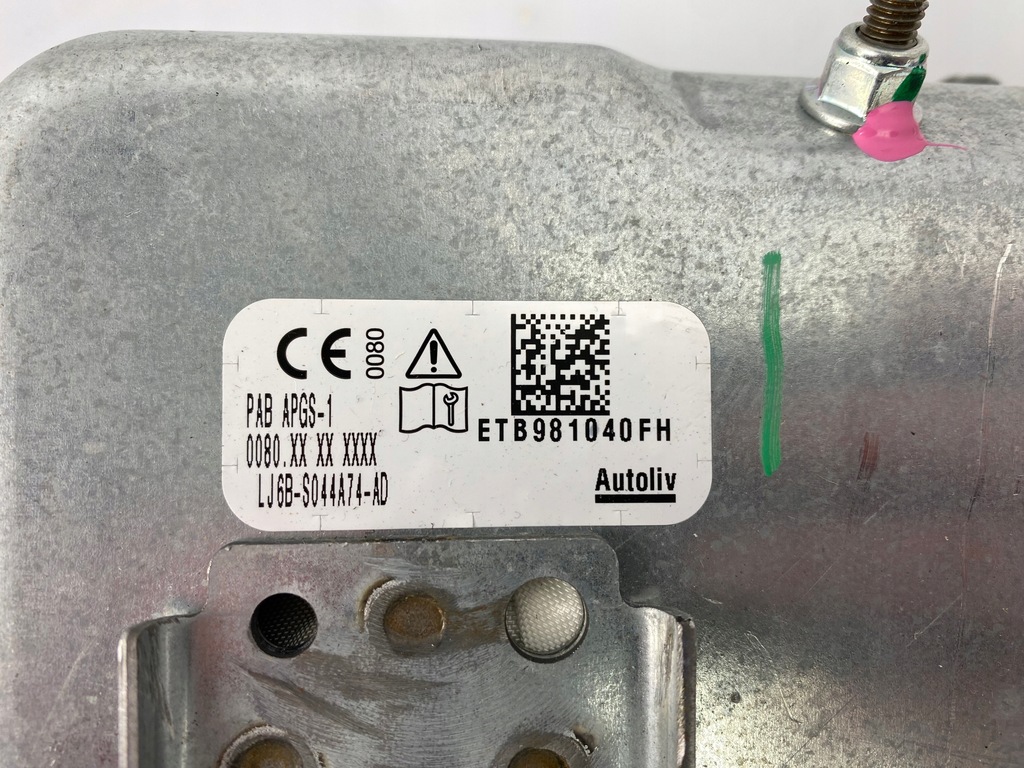 CE 0080
PAB APGS-1
0080.XX XX XXXX
LJ6B-S044A74-AD
ETB981040FH
Autoliv